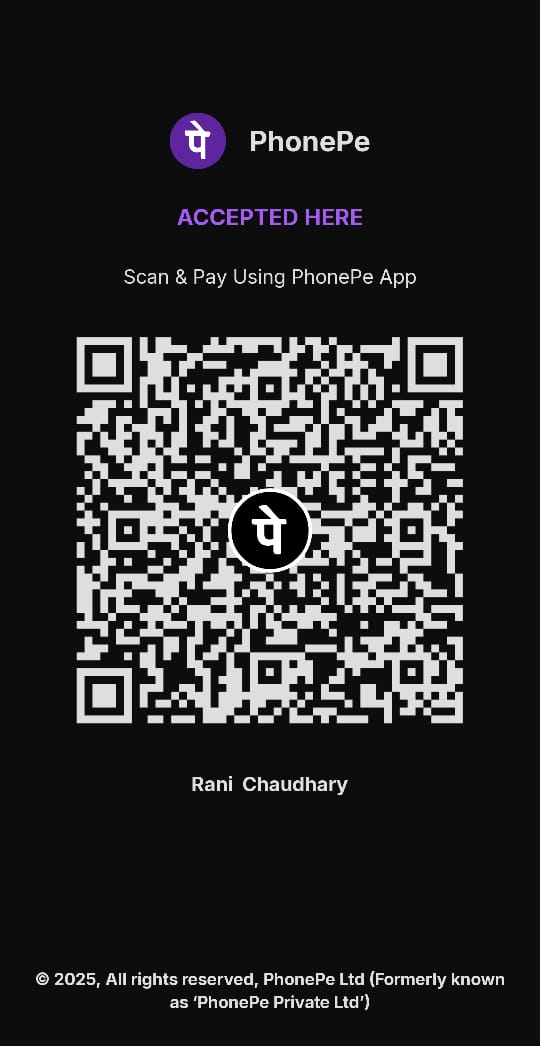 पे PhonePe
ACCEPTED HERE
Scan & Pay Using PhonePe App
पे
Rani Chaudhary
© 2025, All rights reserved, PhonePe Ltd (Formerly known
as ‘PhonePe Private Ltd’)